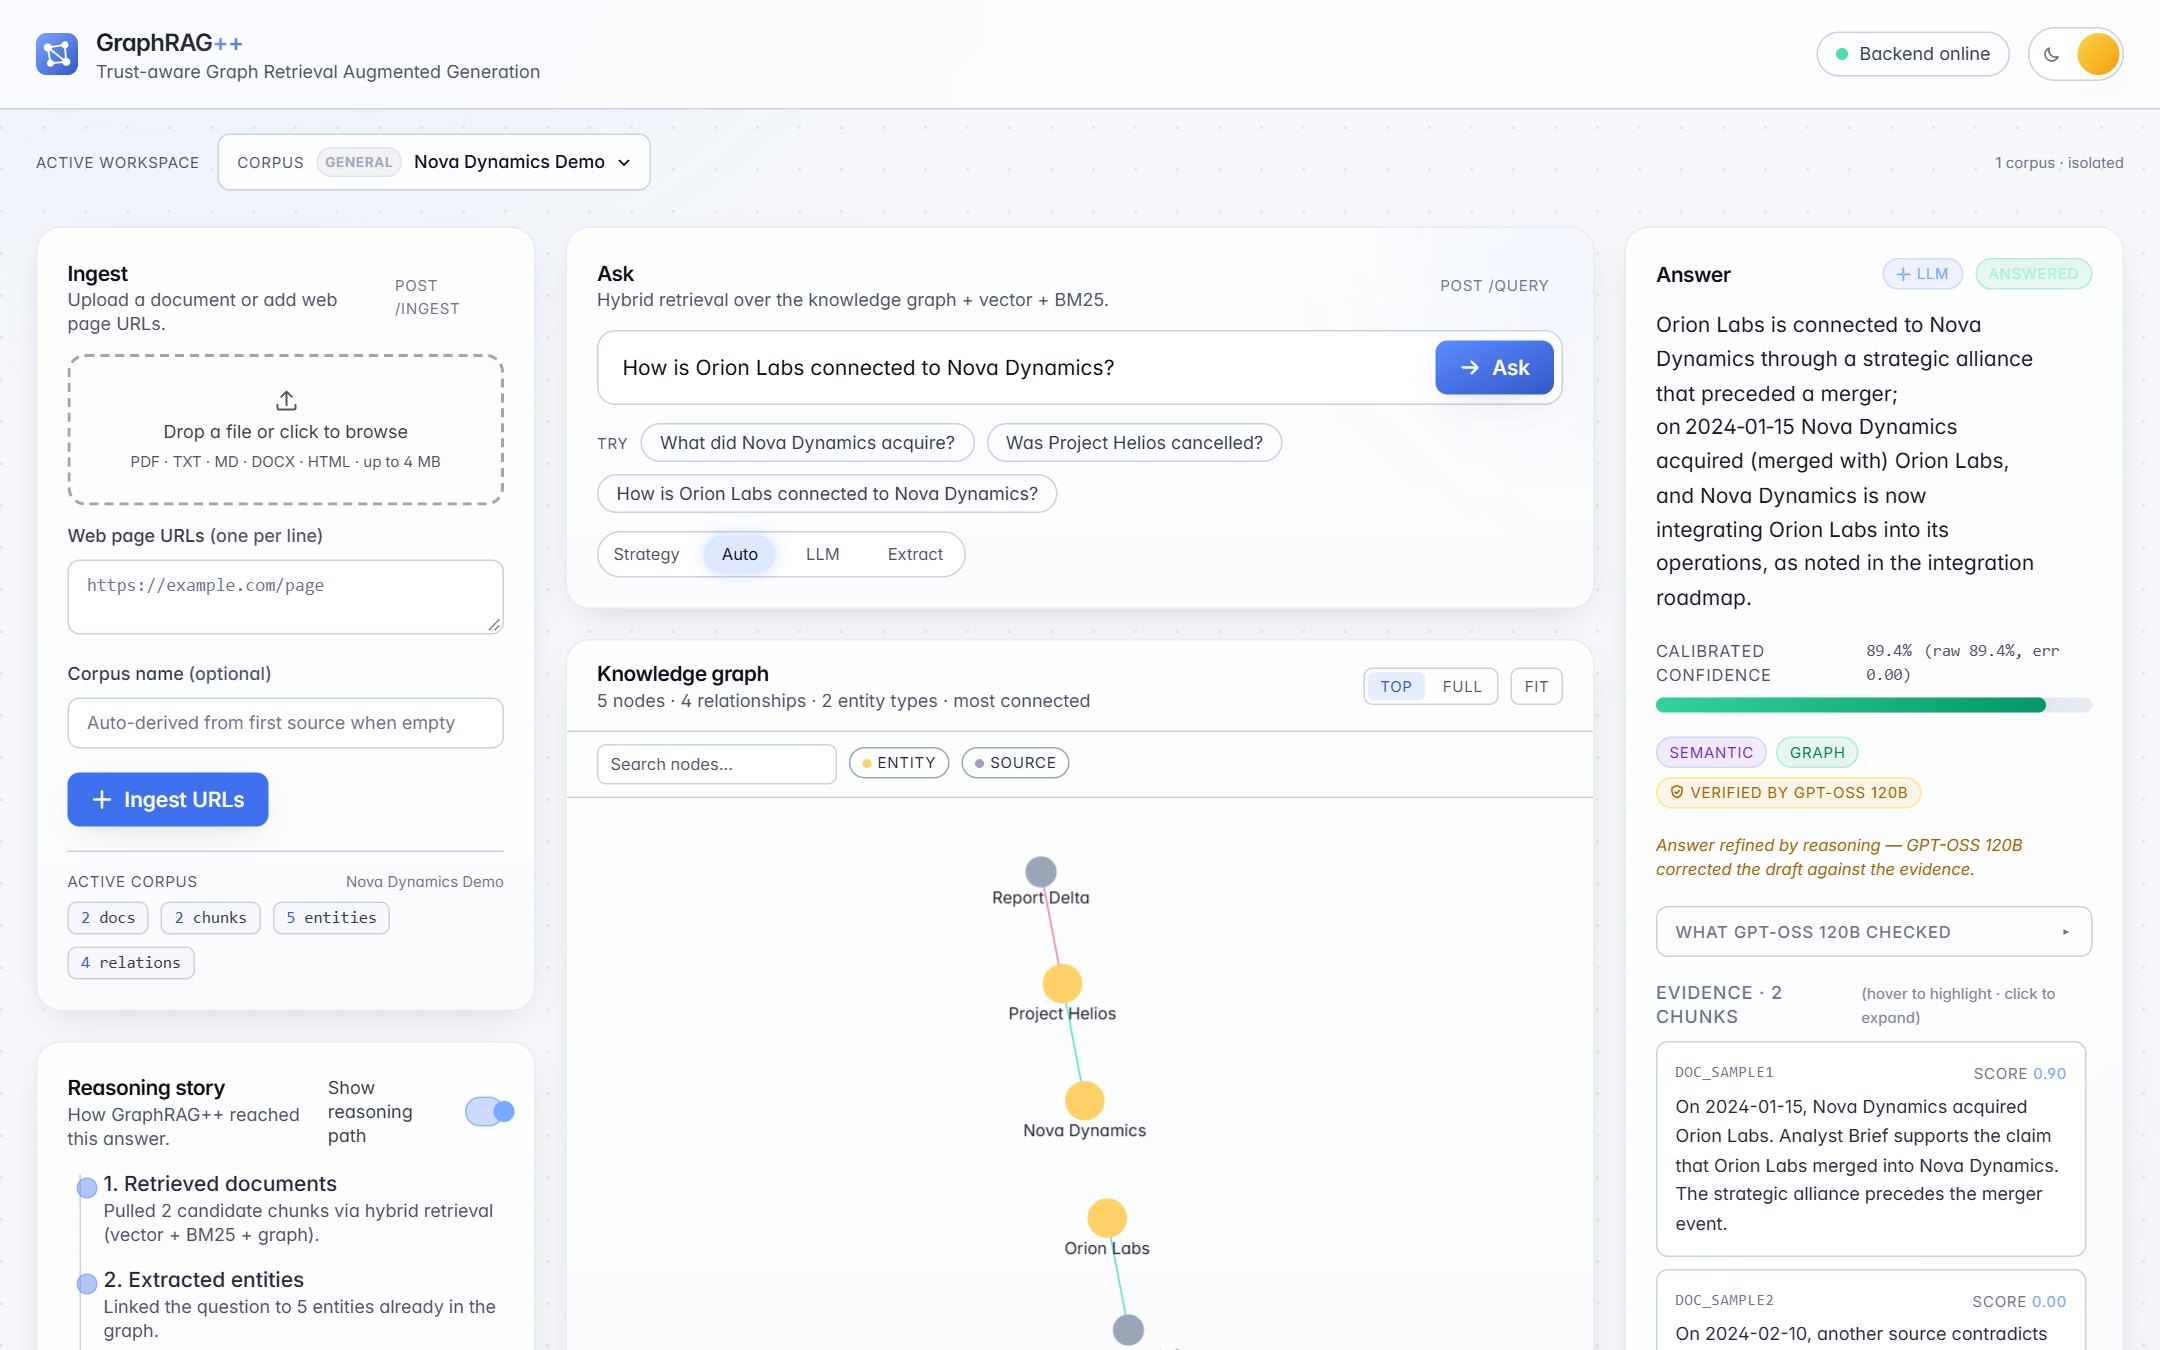 GraphRAG++
Trust-aware Graph Retrieval Augmented Generation
Backend online
ACTIVE WORKSPACE
CORPUS GENERAL Nova Dynamics Demo
1 corpus · isolated
Ingest
Upload a document or add web
page URLs.
POST
/INGEST
Drop a file or click to browse
PDF · TXT · MD · DOCX · HTML · up to 4 MB
Web page URLs (one per line)
https://example.com/page
Corpus name (optional)
Auto-derived from first source when empty
Ingest URLs
ACTIVE CORPUS
Nova Dynamics Demo
2 docs
2 chunks
5 entities
4 relations
Reasoning story
How GraphRAG++ reached
this answer.
Show
reasoning
path
1. Retrieved documents
Pulled 2 candidate chunks via hybrid retrieval
(vector + BM25 + graph).
2. Extracted entities
Linked the question to 5 entities already in the
graph.
Ask
Hybrid retrieval over the knowledge graph + vector + BM25.
POST /QUERY
How is Orion Labs connected to Nova Dynamics?
Ask
TRY
What did Nova Dynamics acquire?
Was Project Helios cancelled?
How is Orion Labs connected to Nova Dynamics?
Strategy
Auto
LLM
Extract
Knowledge graph
5 nodes · 4 relationships · 2 entity types · most connected
TOP
FULL
FIT
Search nodes...
ENTITY
SOURCE
Report Delta
Project Helios
Nova Dynamics
Orion Labs
Answer
LLM
ANSWERED
Orion Labs is connected to Nova
Dynamics through a strategic alliance
that preceded a merger;
on 2024-01-15 Nova Dynamics
acquired (merged with) Orion Labs,
and Nova Dynamics is now
integrating Orion Labs into its
operations, as noted in the integration
roadmap.
CALIBRATED
CONFIDENCE
89.4% (raw 89.4%, err
0.00)
SEMANTIC
GRAPH
VERIFIED BY GPT-OSS 120B
Answer refined by reasoning — GPT-OSS 120B
corrected the draft against the evidence.
WHAT GPT-OSS 120B CHECKED
EVIDENCE · 2
CHUNKS
(hover to highlight · click to
expand)
DOC_SAMPLE1
SCORE 0.90
On 2024-01-15, Nova Dynamics acquired
Orion Labs. Analyst Brief supports the claim
that Orion Labs merged into Nova Dynamics.
The strategic alliance precedes the merger
event.
DOC_SAMPLE2
SCORE 0.00
On 2024-02-10, another source contradicts